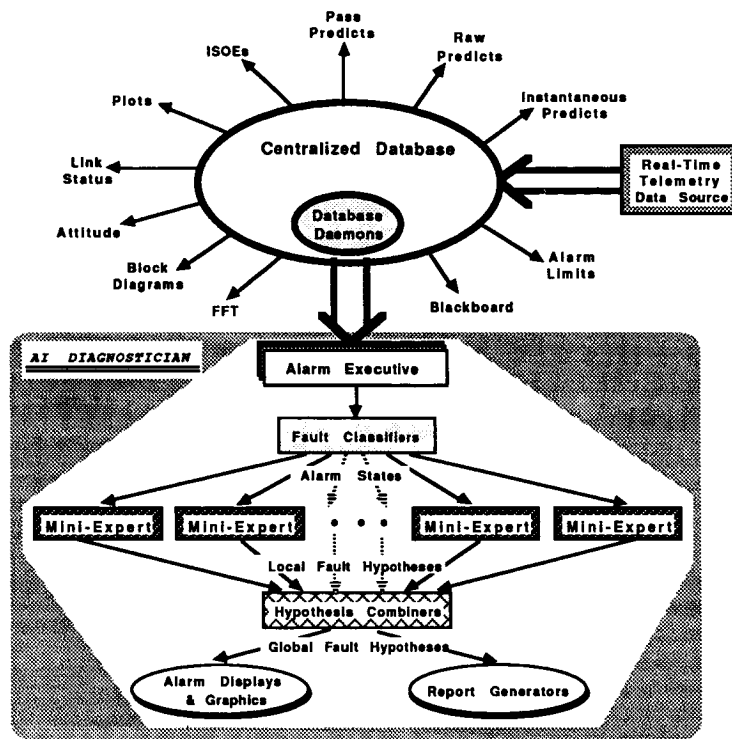 Pass
Predicts
ISOEs
Raw
Predicts
Plots
Instantaneous
Predicts
Centralized Database
Link
Status
Real-Time
Telemetry
Data Source
Database
Daemons
Attitude
Block
Diagrams
Alarm
Limits
FFT
Blackboard
AI DIAGNOSTICIAN
Alarm Executive
Fault Classifiers
Alarm States
Mini-Expert
Mini-Expert
Mini-Expert
Mini-Expert
Local Fault Hypotheses
Hypothesis Combiners
Global Fault Hypotheses
Alarm Displays
& Graphics
Report Generators